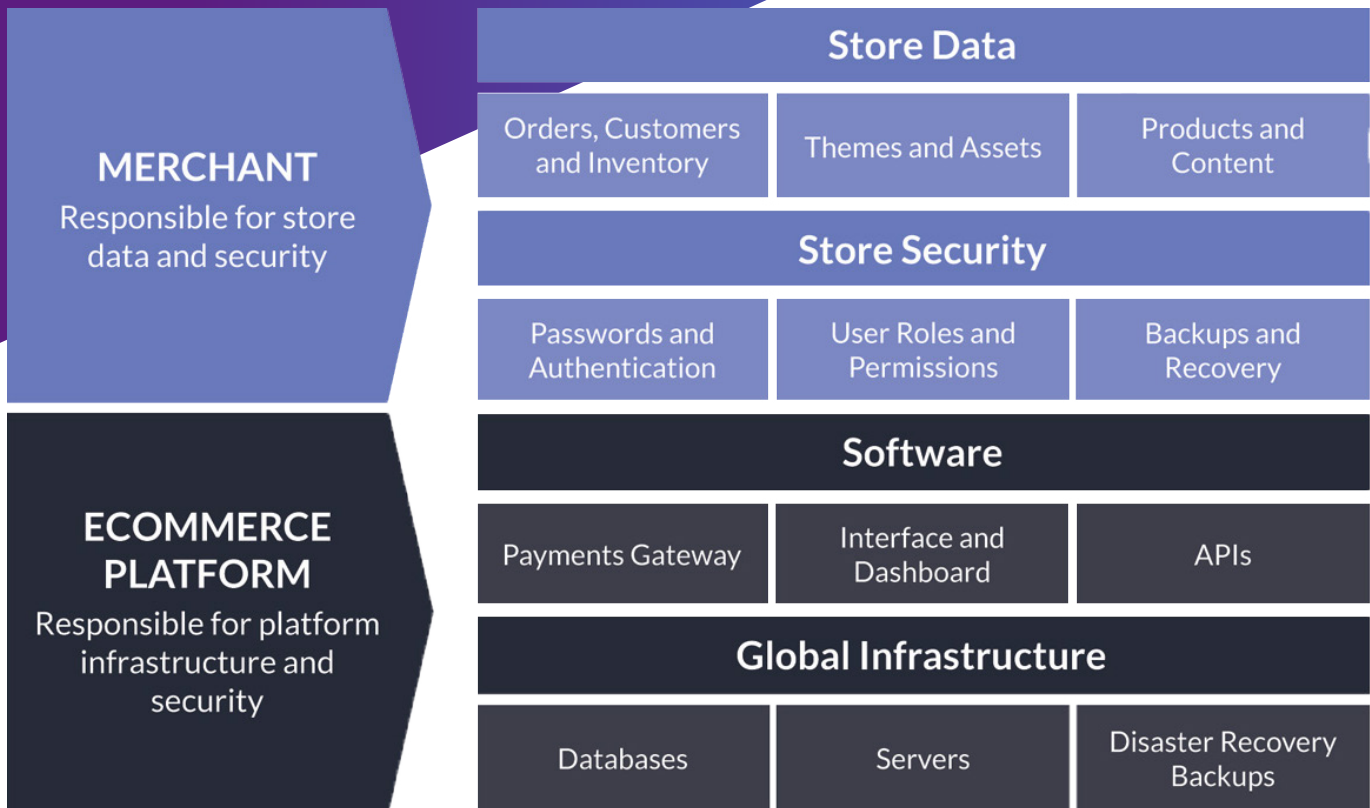 MERCHANT
Responsible for store
data and security
Store Data
Orders, Customers
and Inventory
Themes and Assets
Products and
Content
Store Security
Passwords and
Authentication
User Roles and
Permissions
Backups and
Recovery
ECOMMERCE
PLATFORM
Responsible for platform
infrastructure and
security
Software
Payments Gateway
Interface and
Dashboard
APIs
Global Infrastructure
Databases
Servers
Disaster Recovery
Backups